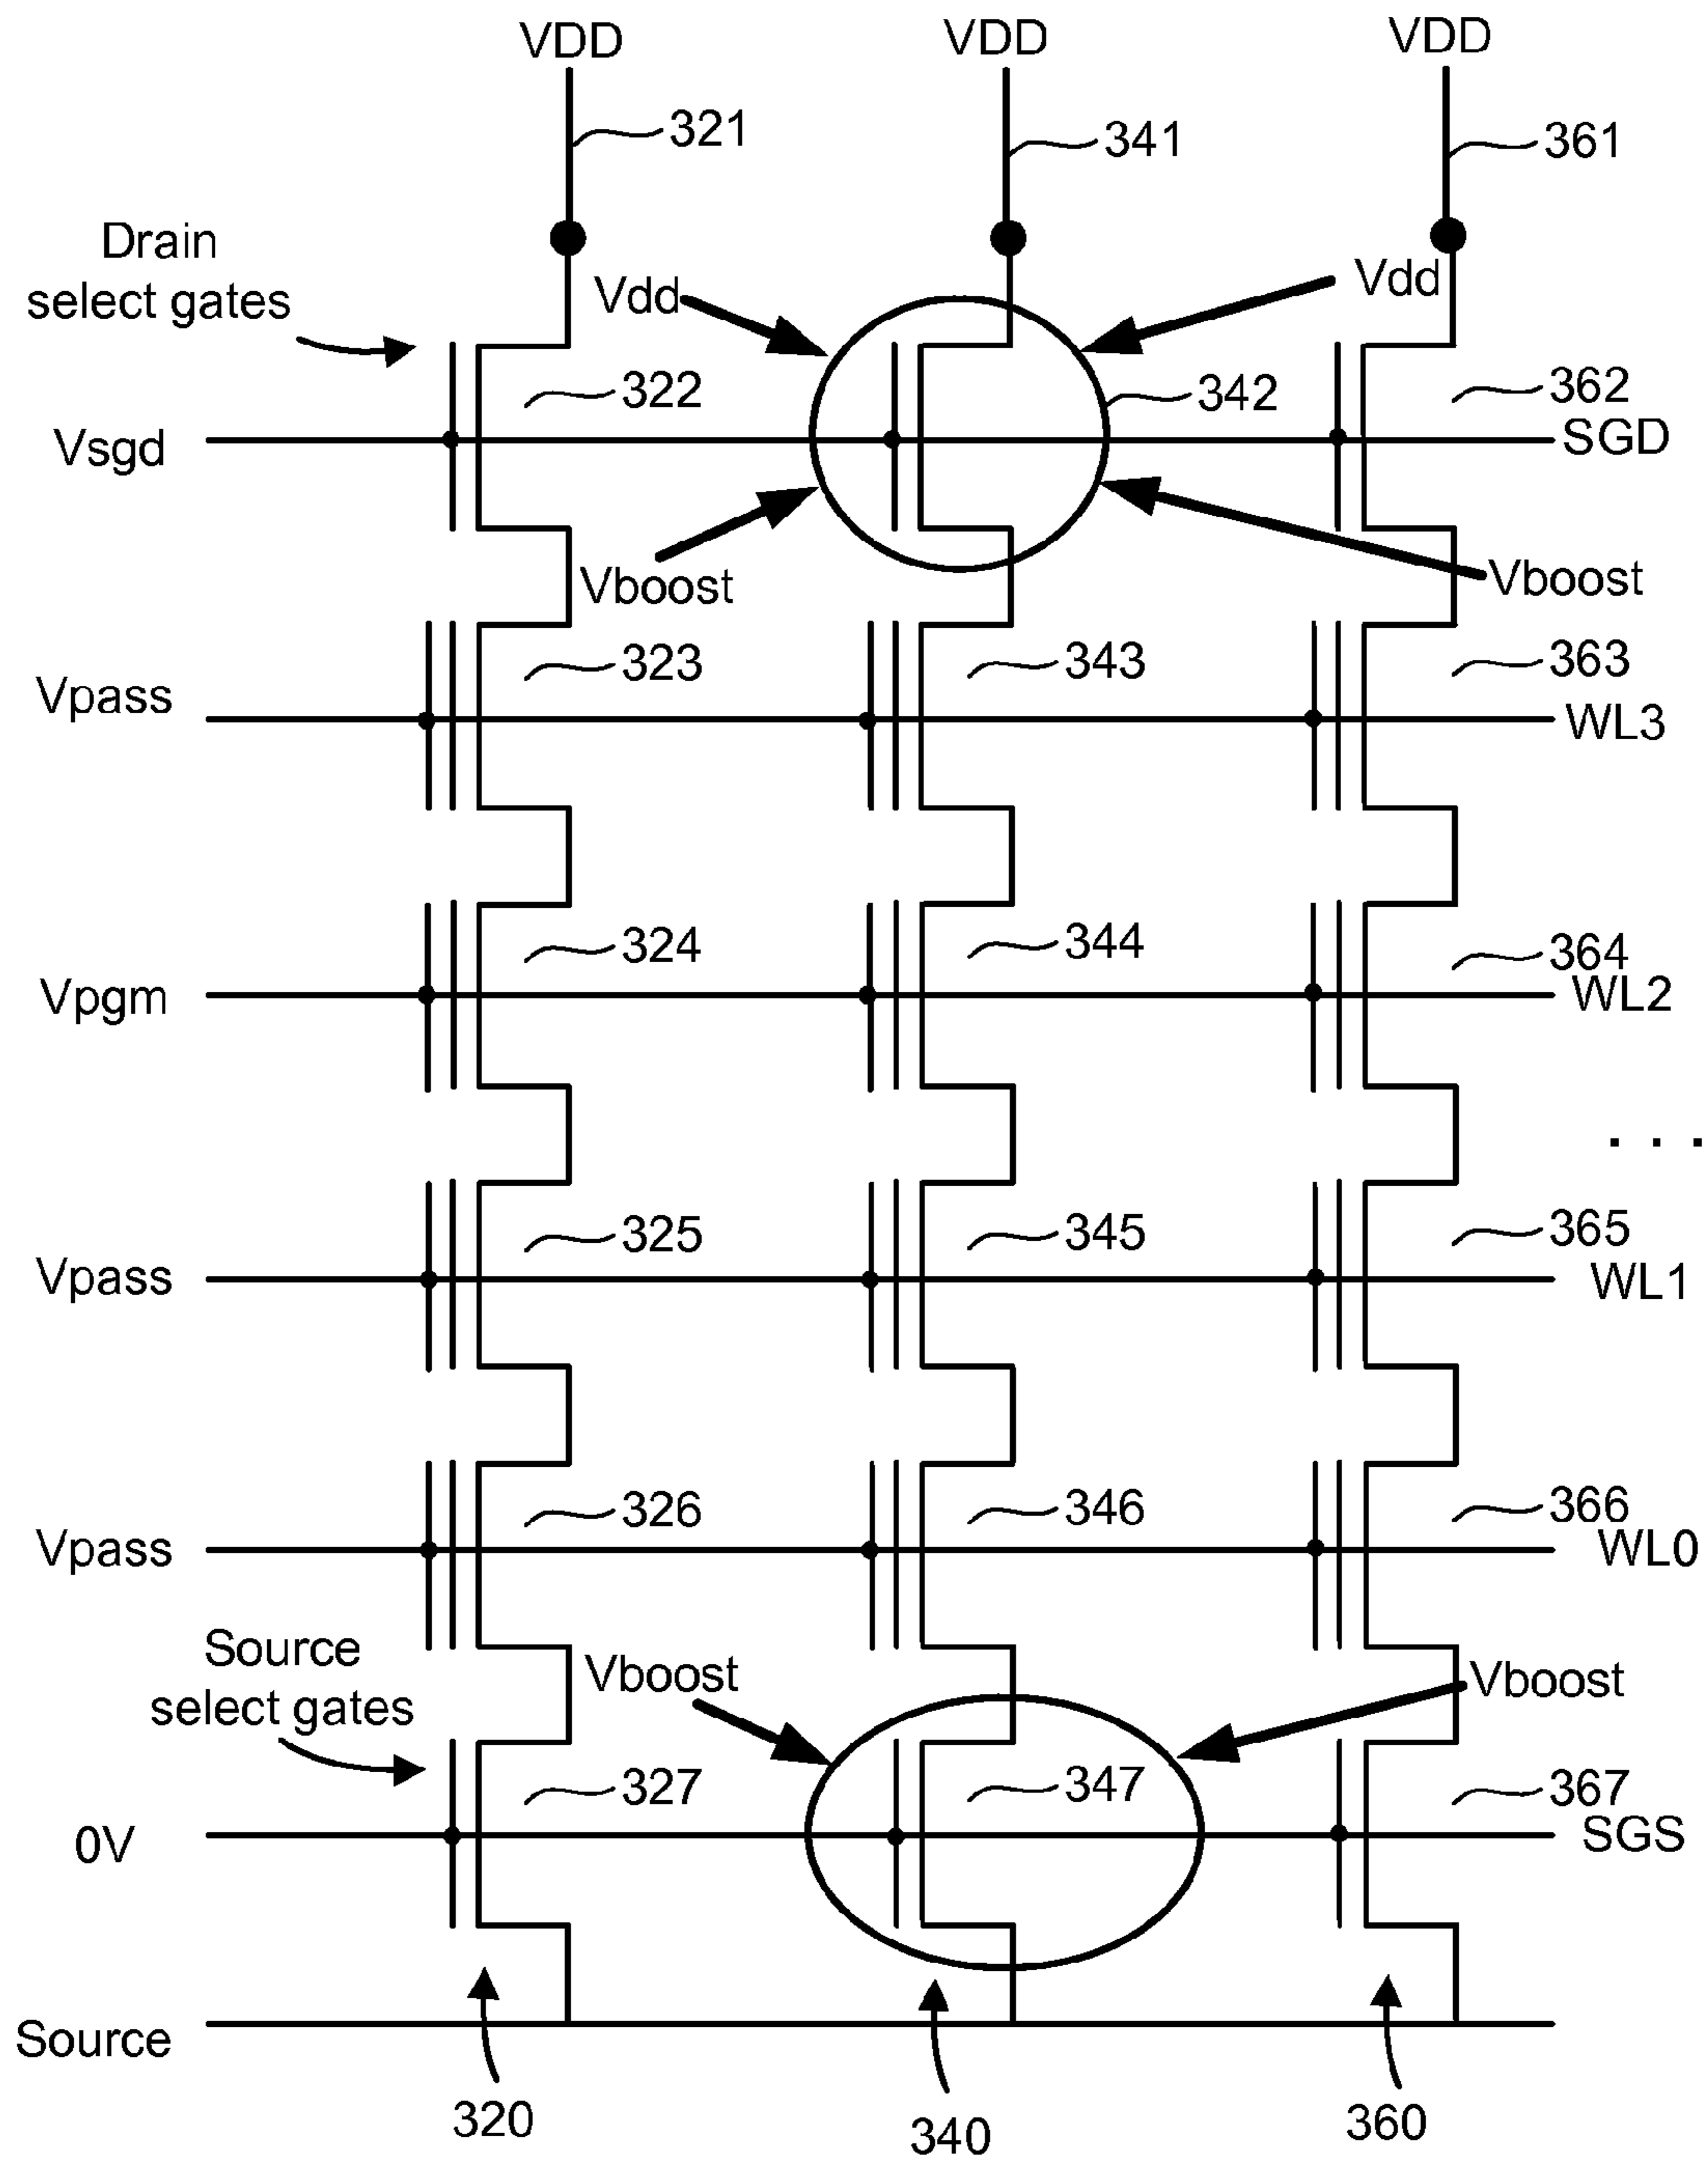 VDD VDD VDD
321 341 361
Drain
select gates
Vdd Vdd
322 342 362
Vsgd SGD
Vboost Vboost
323 343 363
Vpass WL3
324 344 364
Vpgm WL2
. . .
325 345 365
Vpass WL1
326 346 366
Vpass WL0
Source
select gates
Vboost Vboost
327 347 367
0V SGS
Source
320 340 360